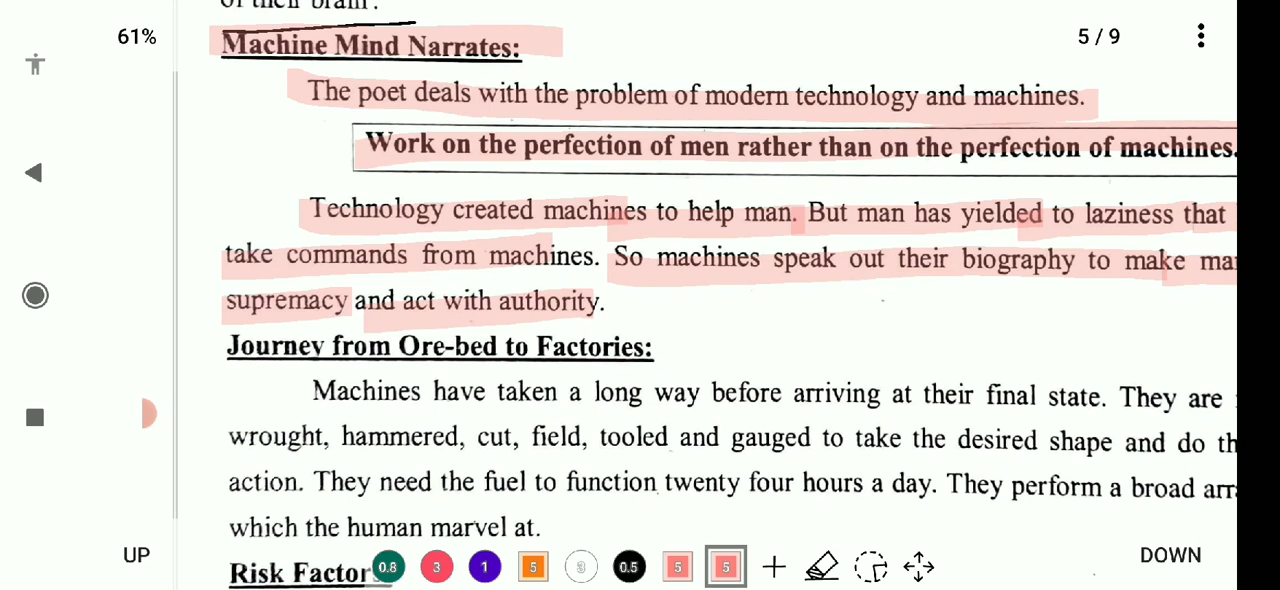 of their brain.
61%
5 / 9
Machine Mind Narrates:
The poet deals with the problem of modern technology and machines.
Work on the perfection of men rather than on the perfection of machines.
Technology created machines to help man. But man has yielded to laziness that
take commands from machines. So machines speak out their biography to make
supremacy and act with authority.
Journey from Ore-bed to Factories:
Machines have taken a long way before arriving at their final state. They are
wrought, hammered, cut, field, tooled and gauged to take the desired shape and do
action. They need the fuel to function twenty four hours a day. They perform a broad
which the human marvel at.
Risk Factor
UP
DOWN
0.8 3 1 5 3 0.5 5 5